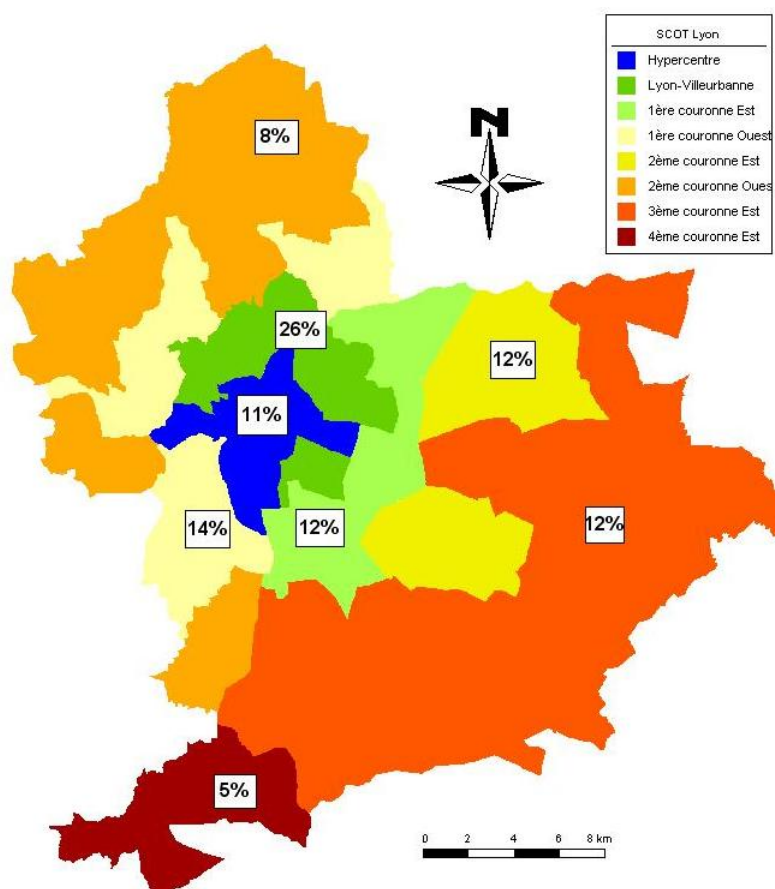 SCOT Lyon
Hypercentre
Lyon-Villeurbanne
1ère couronne Est
1ère couronne Ouest
2ème couronne Est
2ème couronne Oues
3ème couronne Est
4ème couronne Est
N
8%
26%
12%
11%
14%
12%
12%
5%
0 2 4 6 8 km